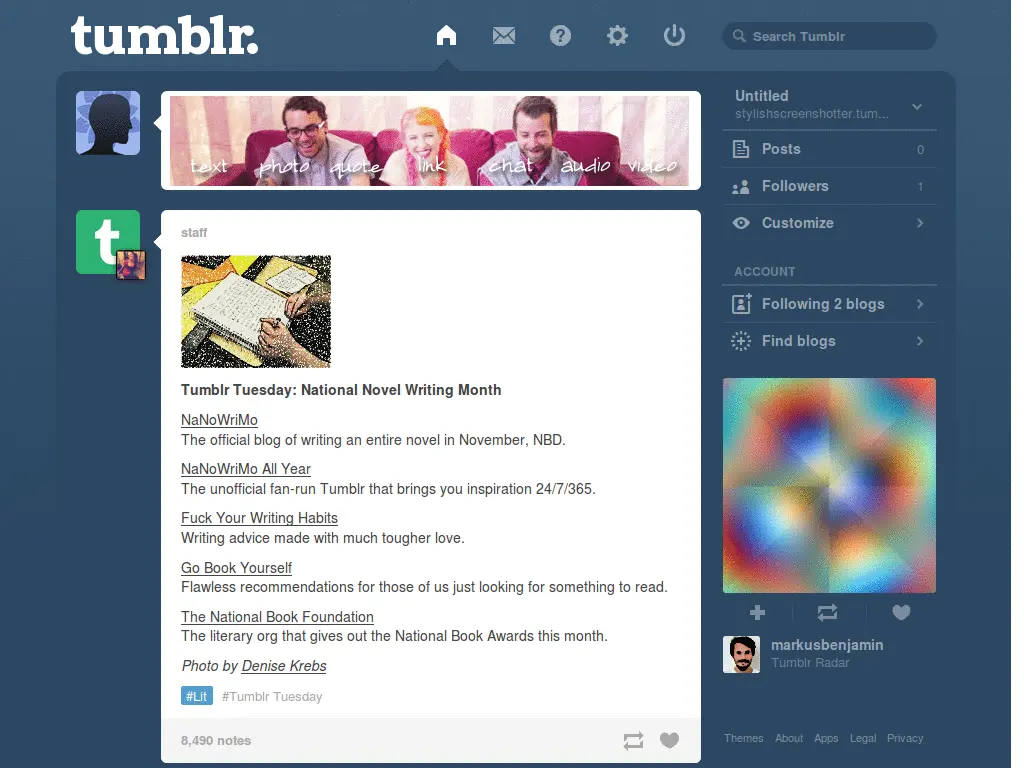 tumblr.
Search Tumblr
text photo quote link chat audio video
Untitled
stylishscreenshotter.tum...
Posts 0
Followers 1
Customize
ACCOUNT
Following 2 blogs
Find blogs
staff
Tumblr Tuesday: National Novel Writing Month
NaNoWriMo
The official blog of writing an entire novel in November, NBD.
NaNoWriMo All Year
The unofficial fan-run Tumblr that brings you inspiration 24/7/365.
Fuck Your Writing Habits
Writing advice made with much tougher love.
Go Book Yourself
Flawless recommendations for those of us just looking for something to read.
The National Book Foundation
The literary org that gives out the National Book Awards this month.
Photo by Denise Krebs
#Lit #Tumblr Tuesday
8,490 notes
markusbenjamin
Tumblr Radar
Themes About Apps Legal Privacy